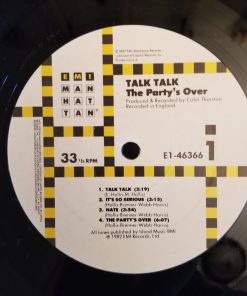 EMI
MAN
HAT
TAN
TALK TALK
The Party's Over
Produced & Recorded by Colin Thurston
Recorded in England
33 ⅓ RPM
E1-46366
1
1. TALK TALK (3:19)
(E. Hollis-M. Hollis)
2. IT'S SO SERIOUS (3:15)
(Hollis-Brenner-Webb-Harris)
3. HATE (3:54)
(Hollis-Brenner-Webb-Harris)
4. THE PARTY'S OVER (6:07)
(Hollis-Brenner-Webb-Harris)
All tunes published by Island Music BMI
℗ 1982 EMI Records, Ltd.